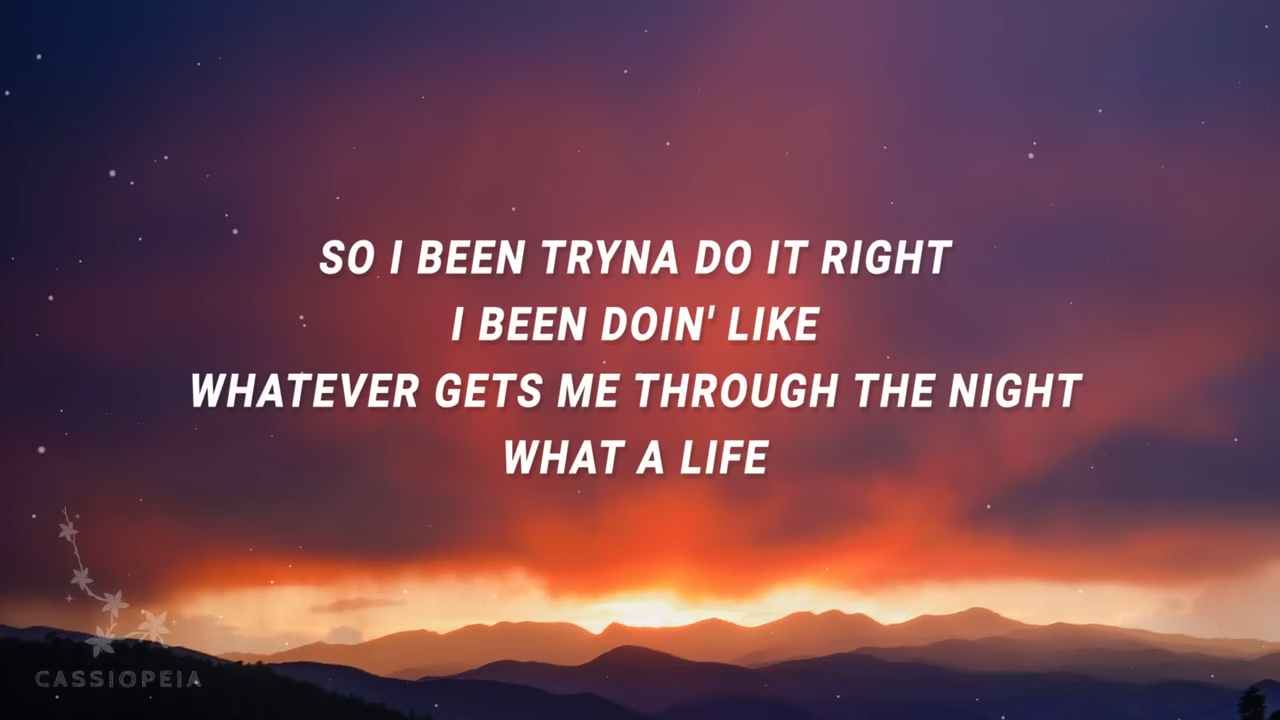 SO I BEEN TRYNA DO IT RIGHT
I BEEN DOIN' LIKE
WHATEVER GETS ME THROUGH THE NIGHT
WHAT A LIFE
CASSIOPEIA